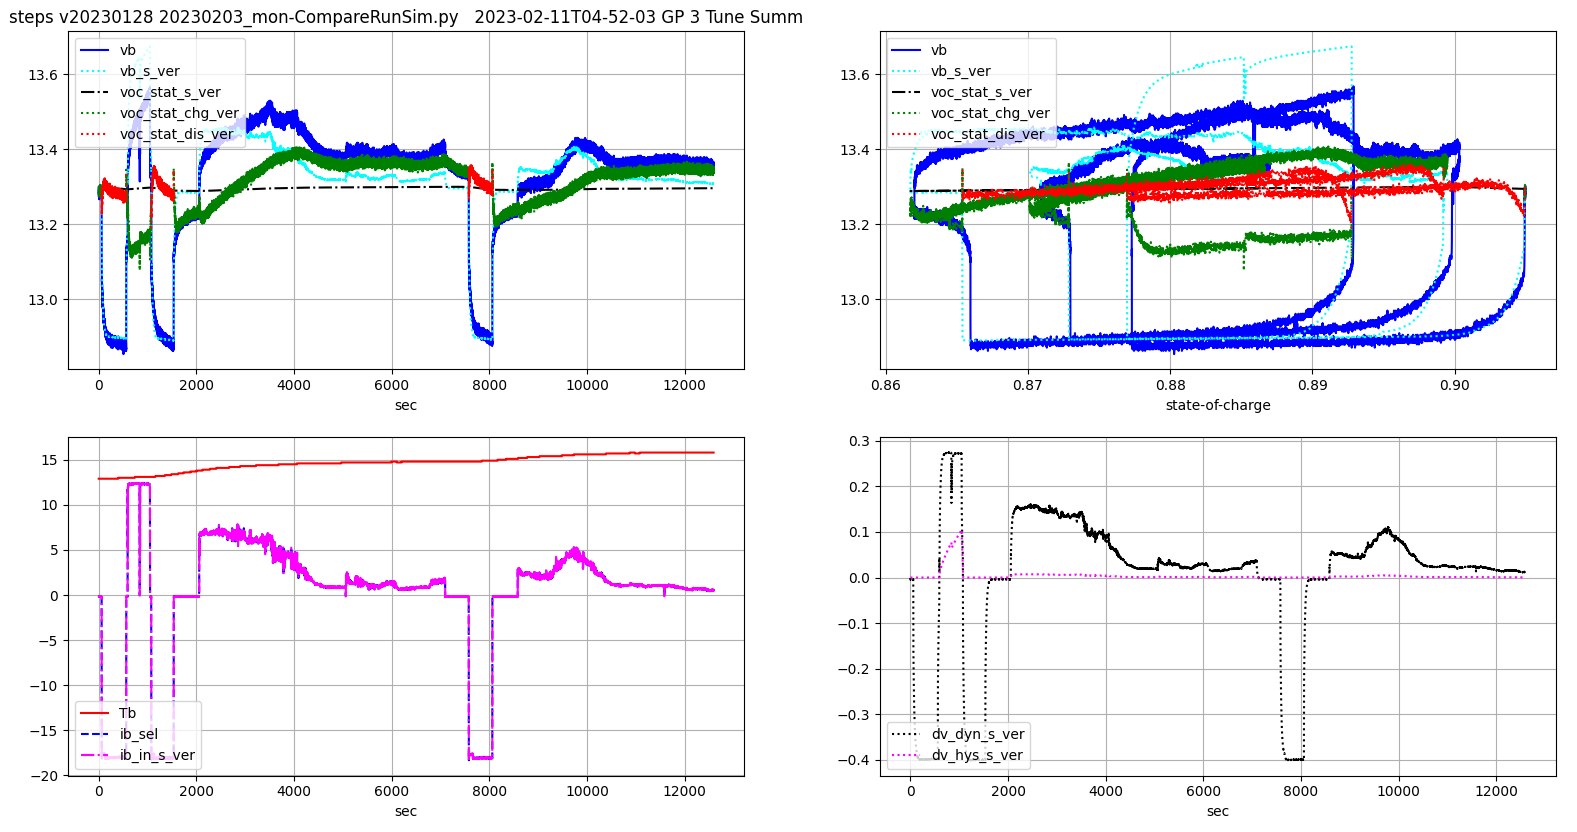 steps v20230128 20230203_mon-CompareRunSim.py   2023-02-11T04-52-03 GP 3 Tune Summ
vb
vb_s_ver
voc_stat_s_ver
voc_stat_chg_ver
voc_stat_dis_ver
13.6
13.4
13.2
13.0
0 2000 4000 6000 8000 10000 12000
sec
vb
vb_s_ver
voc_stat_s_ver
voc_stat_chg_ver
voc_stat_dis_ver
13.6
13.4
13.2
13.0
0.86 0.87 0.88 0.89 0.90
state-of-charge
15
10
5
0
−5
−10
−15
−20
Tb
ib_sel
ib_in_s_ver
0 2000 4000 6000 8000 10000 12000
sec
0.3
0.2
0.1
0.0
−0.1
−0.2
−0.3
−0.4
dv_dyn_s_ver
dv_hys_s_ver
0 2000 4000 6000 8000 10000 12000
sec